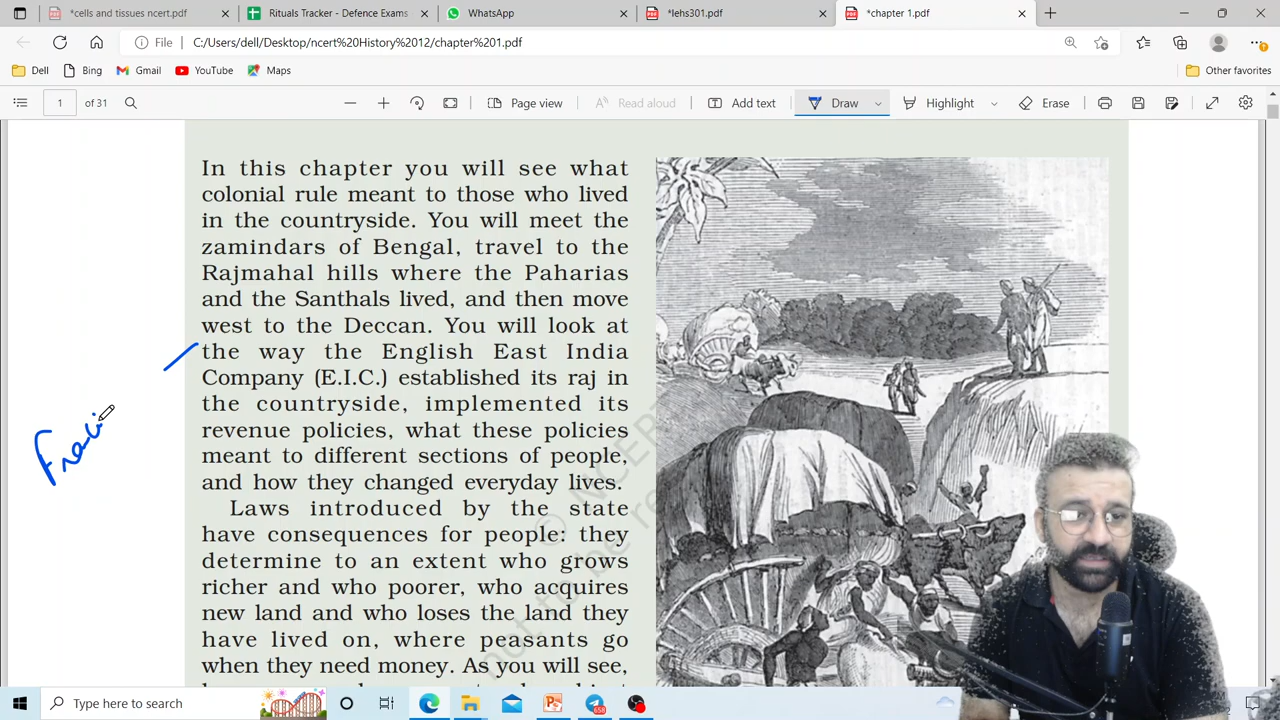 *cells and tissues ncert.pdf
Rituals Tracker - Defence Exams
WhatsApp
*lehs301.pdf
*chapter 1.pdf
File
C:/Users/dell/Desktop/ncert%20History%2012/chapter%201.pdf
Dell
Bing
Gmail
YouTube
Maps
Other favorites
1 of 31
Page view
Read aloud
Add text
Draw
Highlight
Erase
In this chapter you will see what
colonial rule meant to those who lived
in the countryside. You will meet the
zamindars of Bengal, travel to the
Rajmahal hills where the Paharias
and the Santhals lived, and then move
west to the Deccan. You will look at
the way the English East India
Company (E.I.C.) established its raj in
the countryside, implemented its
revenue policies, what these policies
meant to different sections of people,
and how they changed everyday lives.
Laws introduced by the state
have consequences for people: they
determine to an extent who grows
richer and who poorer, who acquires
new land and who loses the land they
have lived on, where peasants go
when they need money. As you will see,
Franci
© NCERT
not to be re
Type here to search